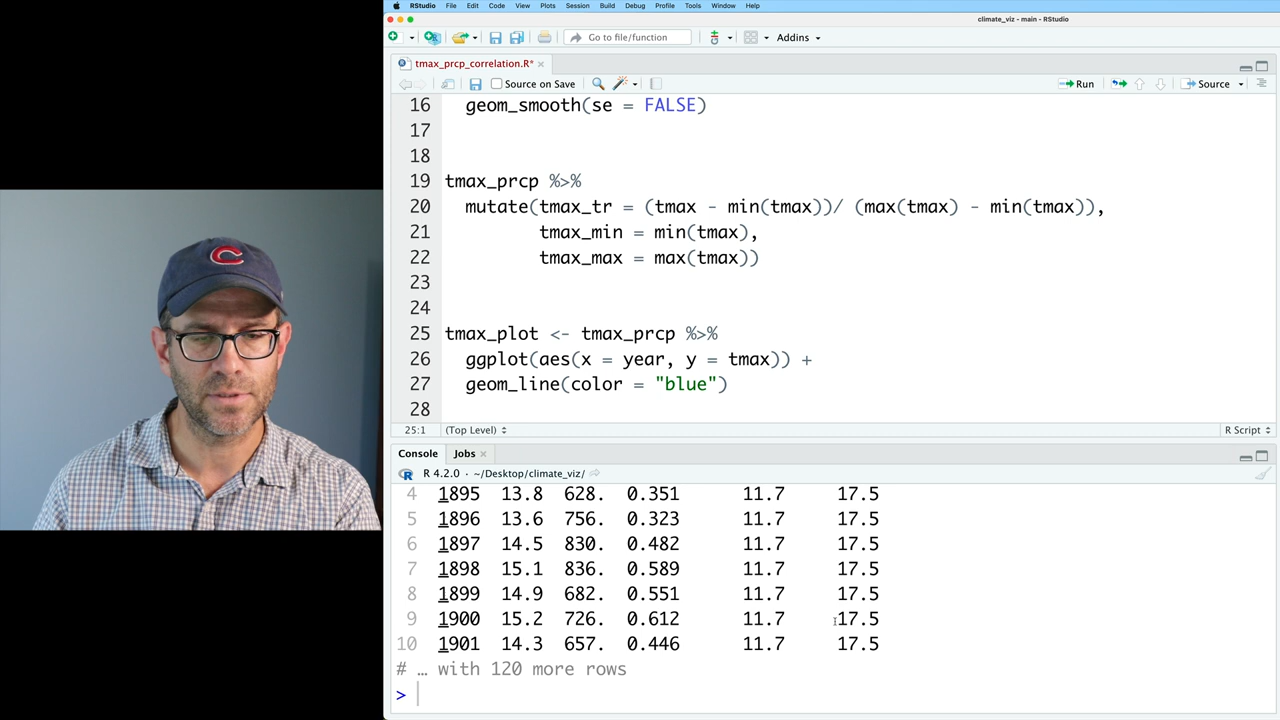 RStudio File Edit Code View Plots Session Build Debug Profile Tools Window Help
climate_viz - main - RStudio
Go to file/function Addins
tmax_prcp_correlation.R*
Source on Save Run Source
16 geom_smooth(se = FALSE)
17
18
19 tmax_prcp %>%
20 mutate(tmax_tr = (tmax - min(tmax))/ (max(tmax) - min(tmax)),
21 tmax_min = min(tmax),
22 tmax_max = max(tmax))
23
24
25 tmax_plot <- tmax_prcp %>%
26 ggplot(aes(x = year, y = tmax)) +
27 geom_line(color = "blue")
28
25:1 (Top Level) R Script
Console Jobs
R 4.2.0 · ~/Desktop/climate_viz/
4 1895 13.8 628. 0.351 11.7 17.5
5 1896 13.6 756. 0.323 11.7 17.5
6 1897 14.5 830. 0.482 11.7 17.5
7 1898 15.1 836. 0.589 11.7 17.5
8 1899 14.9 682. 0.551 11.7 17.5
9 1900 15.2 726. 0.612 11.7 17.5
10 1901 14.3 657. 0.446 11.7 17.5
# … with 120 more rows
>
C